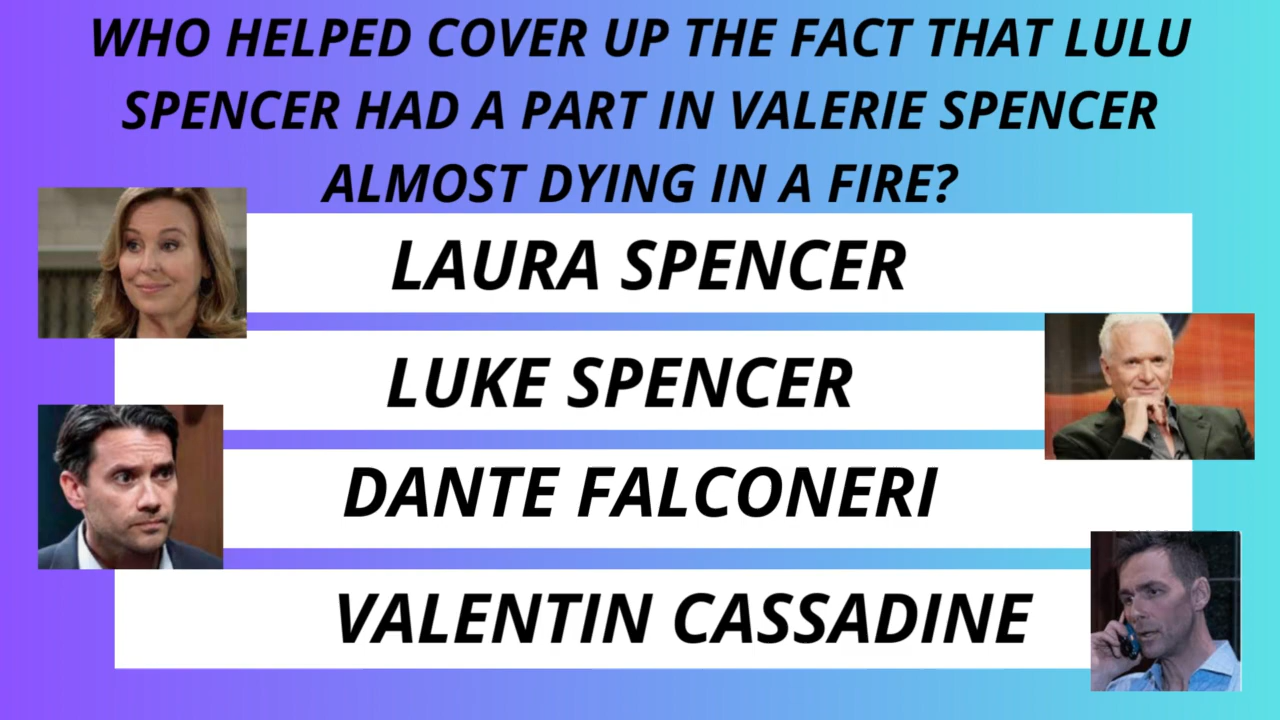 WHO HELPED COVER UP THE FACT THAT LULU
SPENCER HAD A PART IN VALERIE SPENCER
ALMOST DYING IN A FIRE?
LAURA SPENCER
LUKE SPENCER
DANTE FALCONERI
VALENTIN CASSADINE